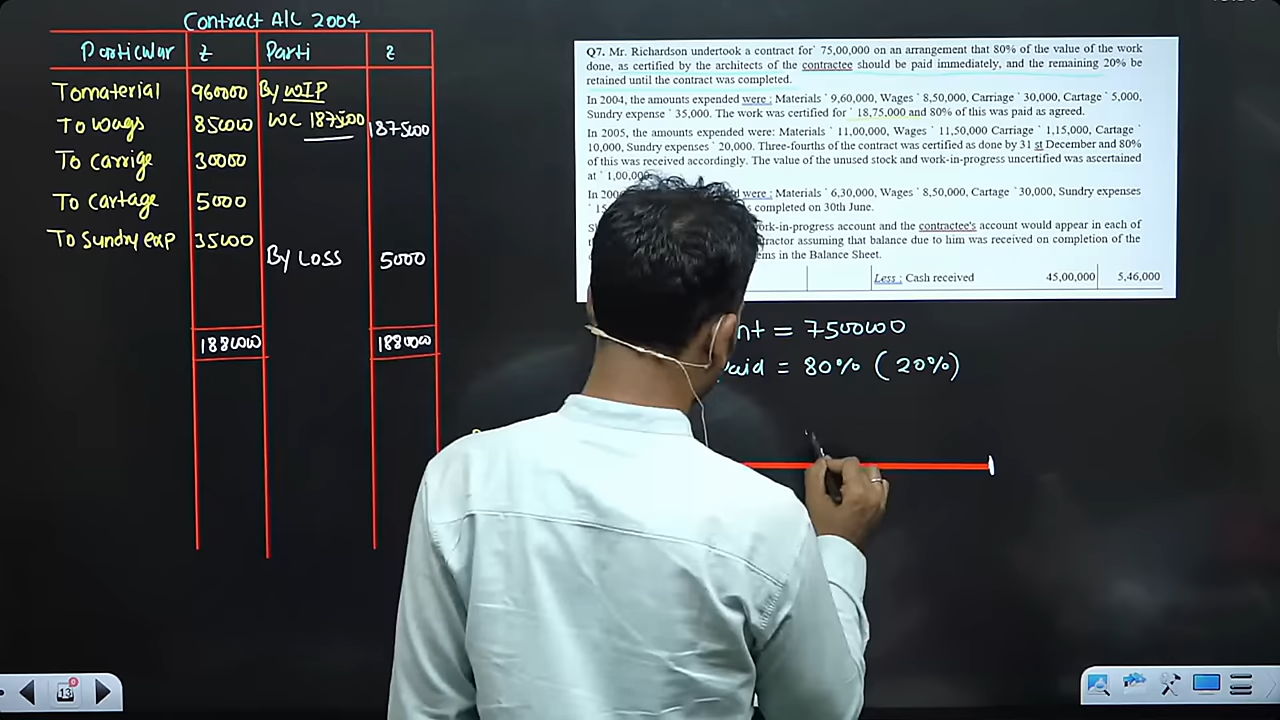 Contract A/C 2004
Particular ₹ Parti ₹
To material 960000 By WIP
To wags 850000 WC 1875000 1875000
To carrige 30000
To Cartage 5000
To Sundry exp 35000
By Loss 5000
1880000 1880000
Q7. Mr. Richardson undertook a contract for` 75,00,000 on an arrangement that 80% of the value of the work
done, as certified by the architects of the contractee should be paid immediately, and the remaining 20% be
retained until the contract was completed.
In 2004, the amounts expended were : Materials ` 9,60,000, Wages ` 8,50,000, Carriage ` 30,000, Cartage ` 5,000,
Sundry expense ` 35,000. The work was certified for ` 18,75,000 and 80% of this was paid as agreed.
In 2005, the amounts expended were: Materials ` 11,00,000, Wages ` 11,50,000 Carriage ` 1,15,000, Cartage `
10,000, Sundry expenses ` 20,000. Three-fourths of the contract was certified as done by 31 st December and 80%
of this was received accordingly. The value of the unused stock and work-in-progress uncertified was ascertained
at ` 1,00,000
In were : Materials ` 6,30,000, Wages ` 8,50,000, Cartage ` 30,000, Sundry expenses
completed on 30th June.
work-in-progress account and the contractee's account would appear in each of
assuming that balance due to him was received on completion of the
in the Balance Sheet.
Less : Cash received 45,00,000 5,46,000
= 7500000
= 80% (20%)
13